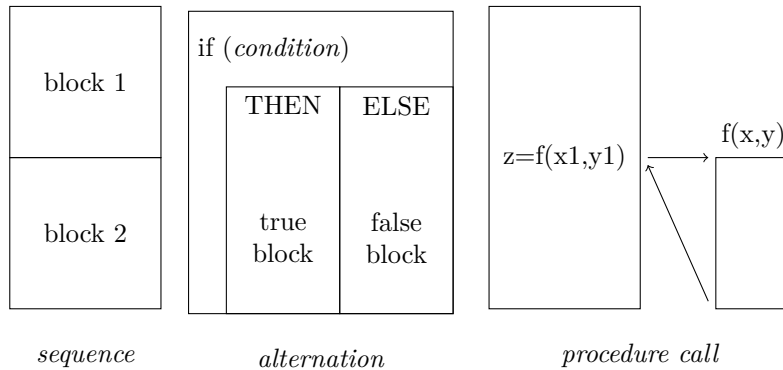 block 1
block 2
sequence
if (condition)
THEN
ELSE
true
block
false
block
alternation
z=f(x1,y1)
f(x,y)
procedure call